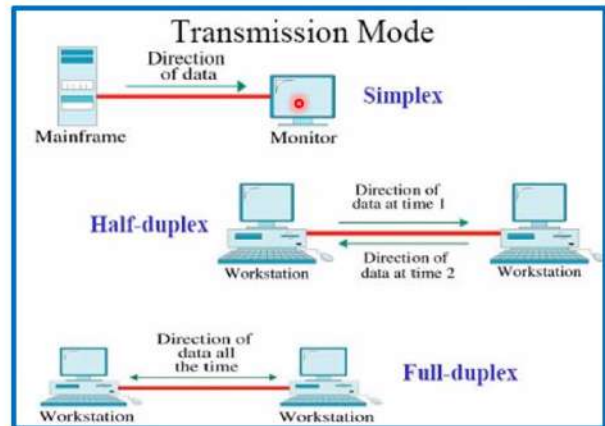 Transmission Mode
Direction
of data
Simplex
Mainframe
Monitor
Half-duplex
Direction of
data at time 1
Direction of
data at time 2
Workstation
Workstation
Direction of
data all
the time
Full-duplex
Workstation
Workstation